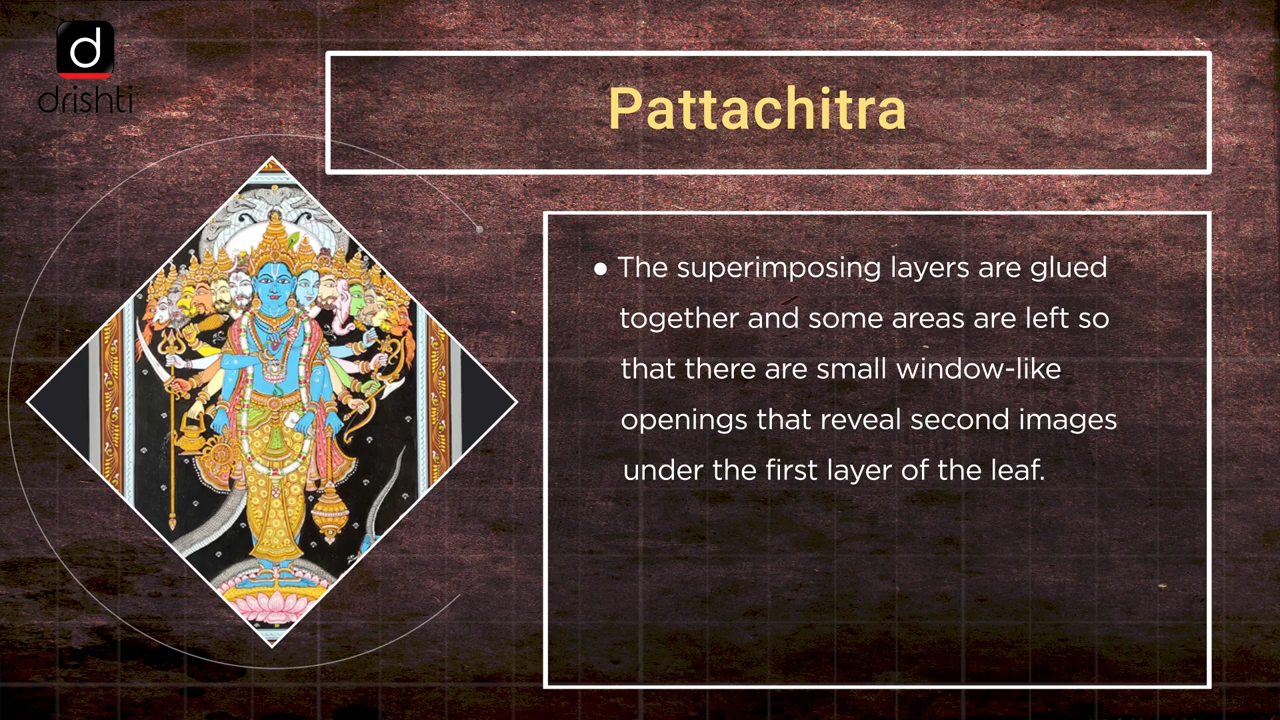 d
drishti
Pattachitra
● The superimposing layers are glued
together and some areas are left so
that there are small window-like
openings that reveal second images
under the first layer of the leaf.